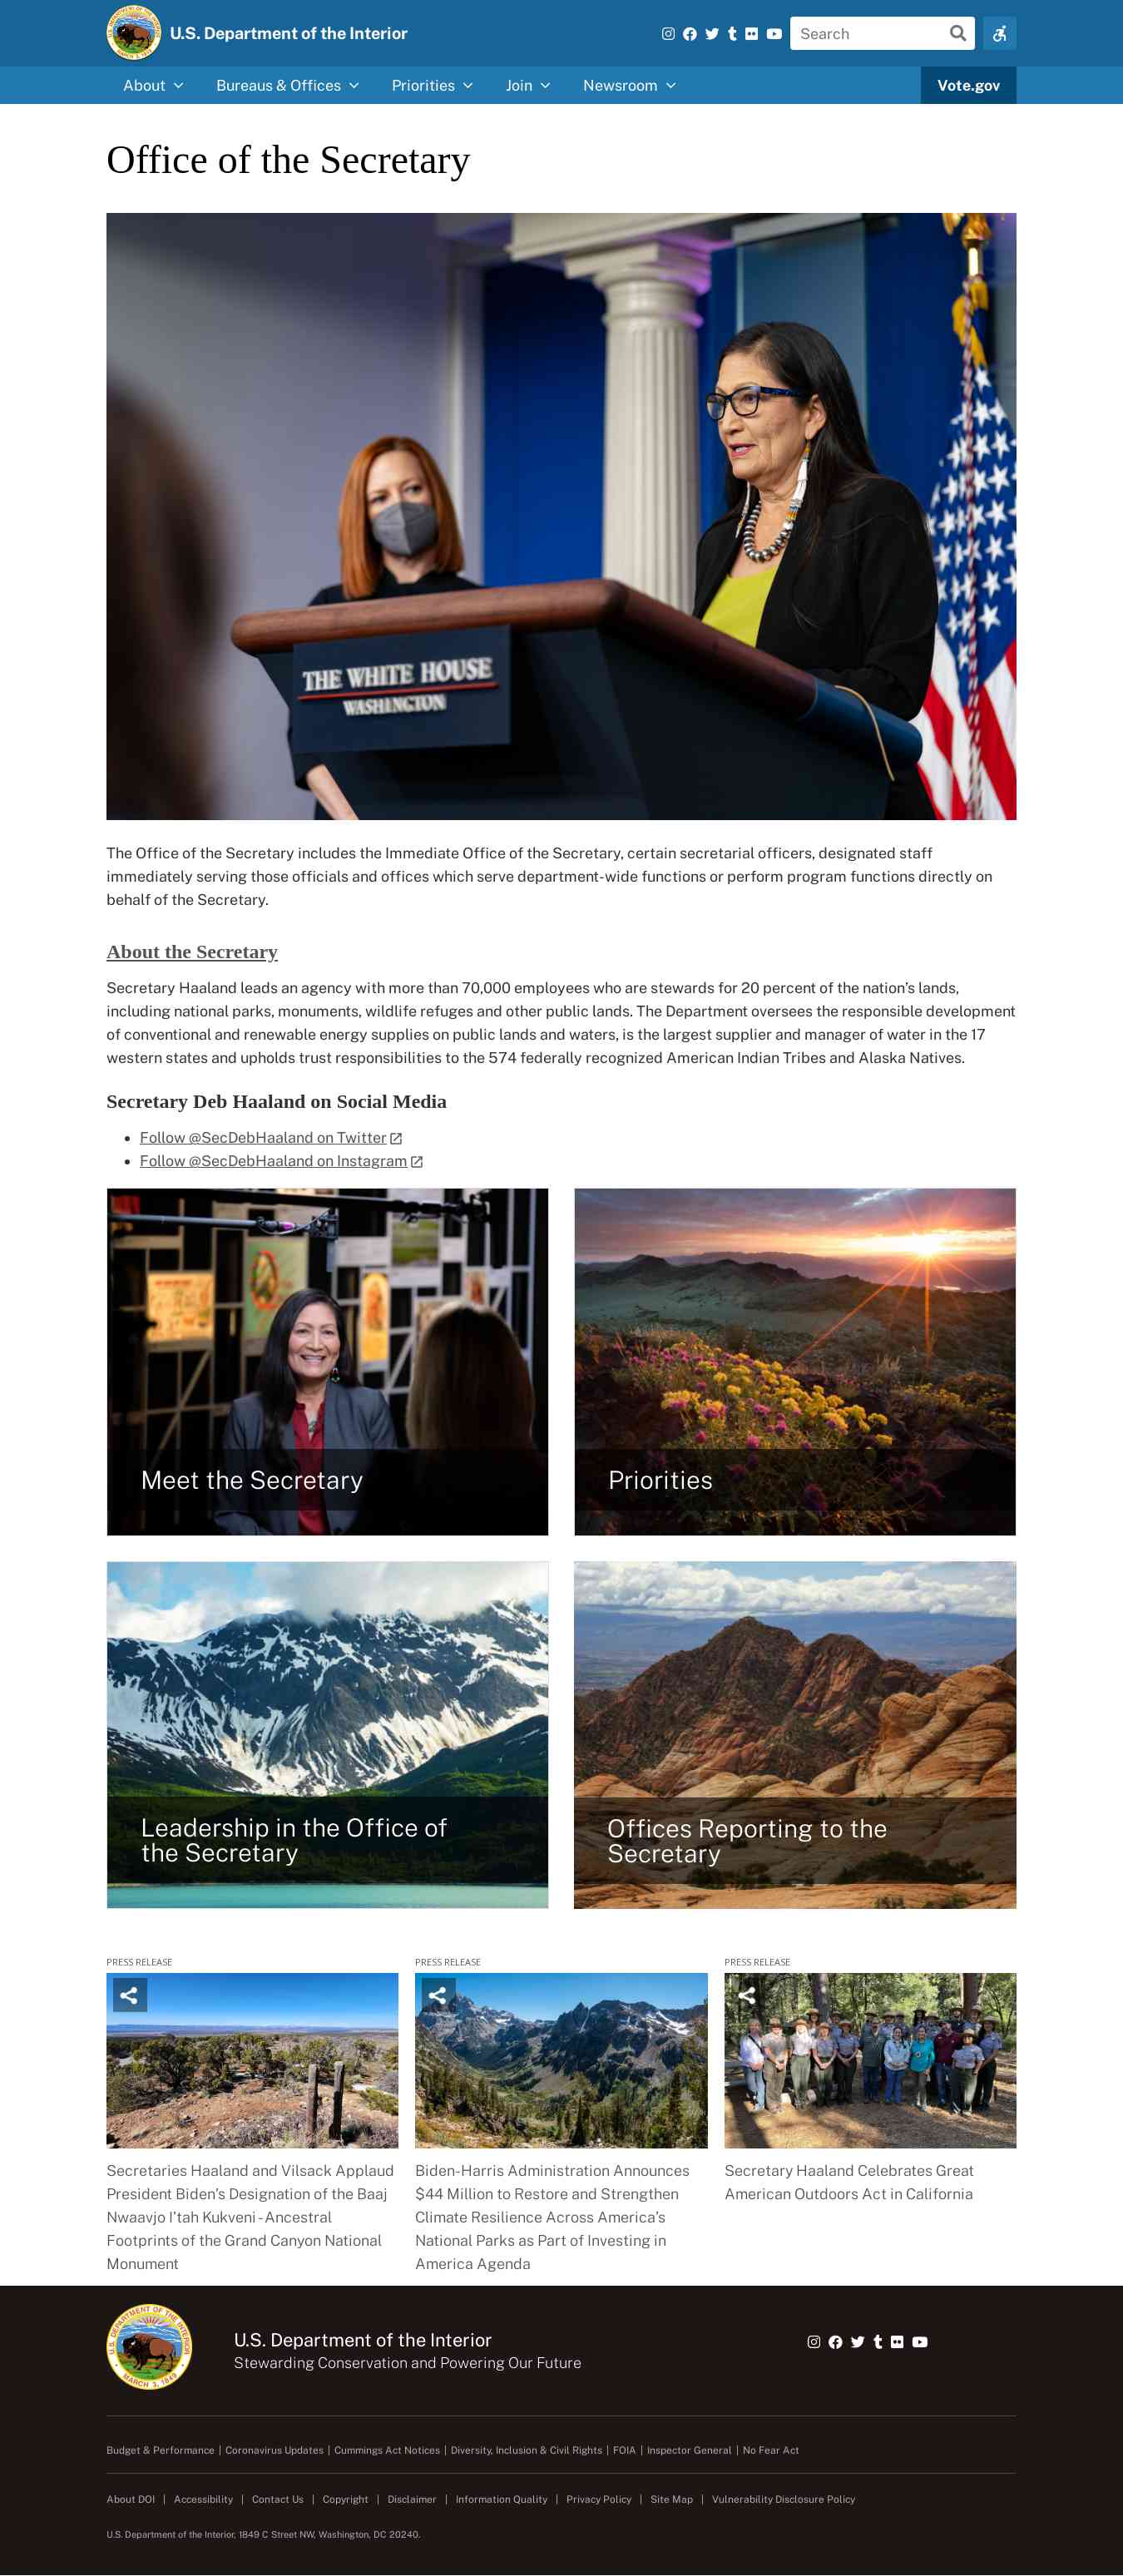 U.S. Department of the Interior
Search
About
Bureaus & Offices
Priorities
Join
Newsroom
Vote.gov
Office of the Secretary
THE WHITE HOUSE
WASHINGTON
The Office of the Secretary includes the Immediate Office of the Secretary, certain secretarial officers, designated staff
immediately serving those officials and offices which serve department-wide functions or perform program functions directly on
behalf of the Secretary.
About the Secretary
Secretary Haaland leads an agency with more than 70,000 employees who are stewards for 20 percent of the nation’s lands,
including national parks, monuments, wildlife refuges and other public lands. The Department oversees the responsible development
of conventional and renewable energy supplies on public lands and waters, is the largest supplier and manager of water in the 17
western states and upholds trust responsibilities to the 574 federally recognized American Indian Tribes and Alaska Natives.
Secretary Deb Haaland on Social Media
Follow @SecDebHaaland on Twitter
Follow @SecDebHaaland on Instagram
Meet the Secretary
Priorities
Leadership in the Office of
the Secretary
Offices Reporting to the
Secretary
PRESS RELEASE
Secretaries Haaland and Vilsack Applaud
President Biden’s Designation of the Baaj
Nwaavjo I’tah Kukveni - Ancestral
Footprints of the Grand Canyon National
Monument
PRESS RELEASE
Biden-Harris Administration Announces
$44 Million to Restore and Strengthen
Climate Resilience Across America’s
National Parks as Part of Investing in
America Agenda
PRESS RELEASE
Secretary Haaland Celebrates Great
American Outdoors Act in California
U.S. DEPARTMENT OF THE INTERIOR
MARCH 3, 1849
U.S. Department of the Interior
Stewarding Conservation and Powering Our Future
Budget & Performance | Coronavirus Updates | Cummings Act Notices | Diversity, Inclusion & Civil Rights | FOIA | Inspector General | No Fear Act
About DOI | Accessibility | Contact Us | Copyright | Disclaimer | Information Quality | Privacy Policy | Site Map | Vulnerability Disclosure Policy
U.S. Department of the Interior, 1849 C Street NW, Washington, DC 20240.